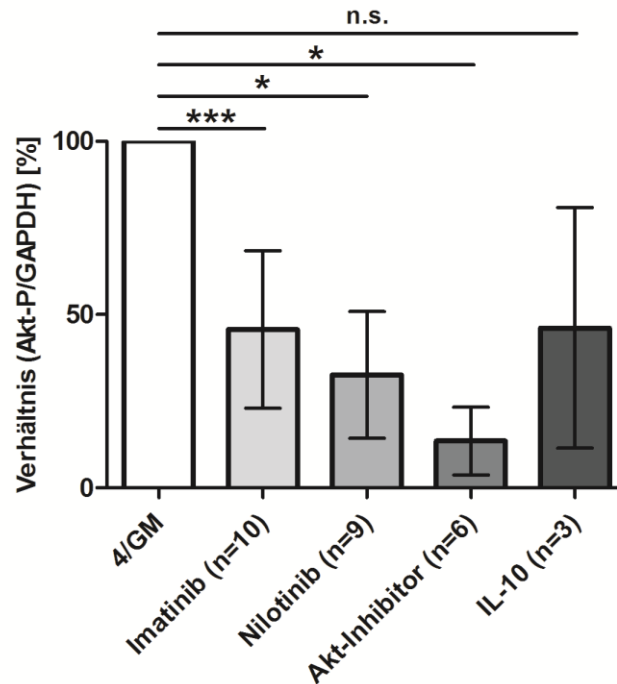 n.s.
*
*
***
Verhältnis (Akt-P/GAPDH) [%]
100
50
0
4/GM
Imatinib (n=10)
Nilotinib (n=9)
Akt-Inhibitor (n=6)
IL-10 (n=3)